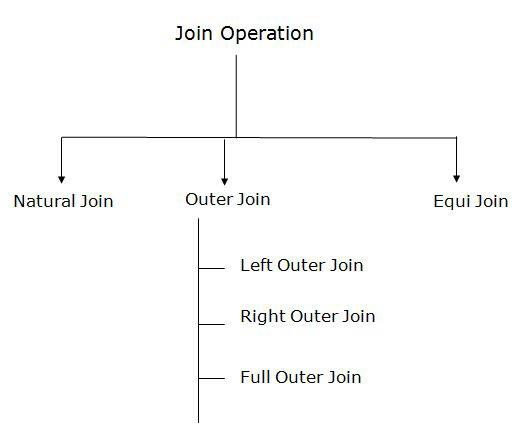 Join Operation
Natural Join
Outer Join
Equi Join
Left Outer Join
Right Outer Join
Full Outer Join